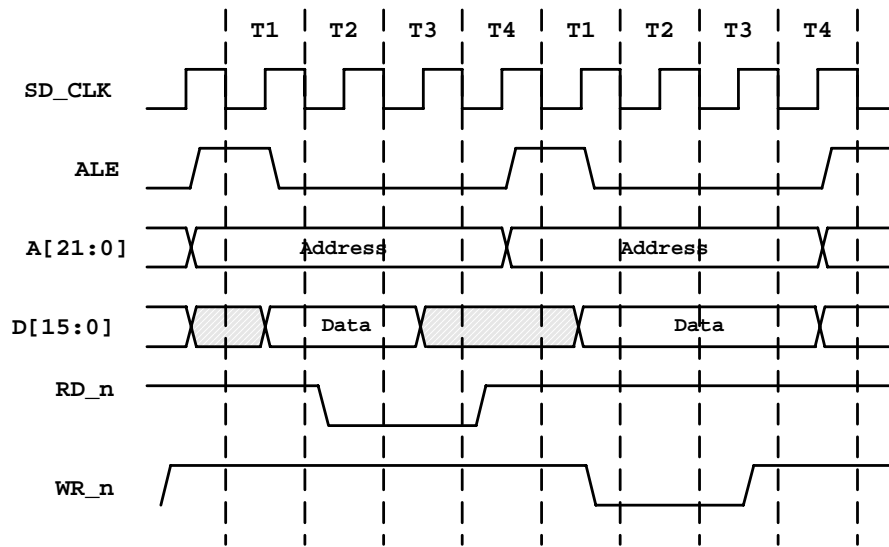 T1 T2 T3 T4 T1 T2 T3 T4
SD_CLK
ALE
A[21:0] Address Address
D[15:0] Data Data
RD_n
WR_n